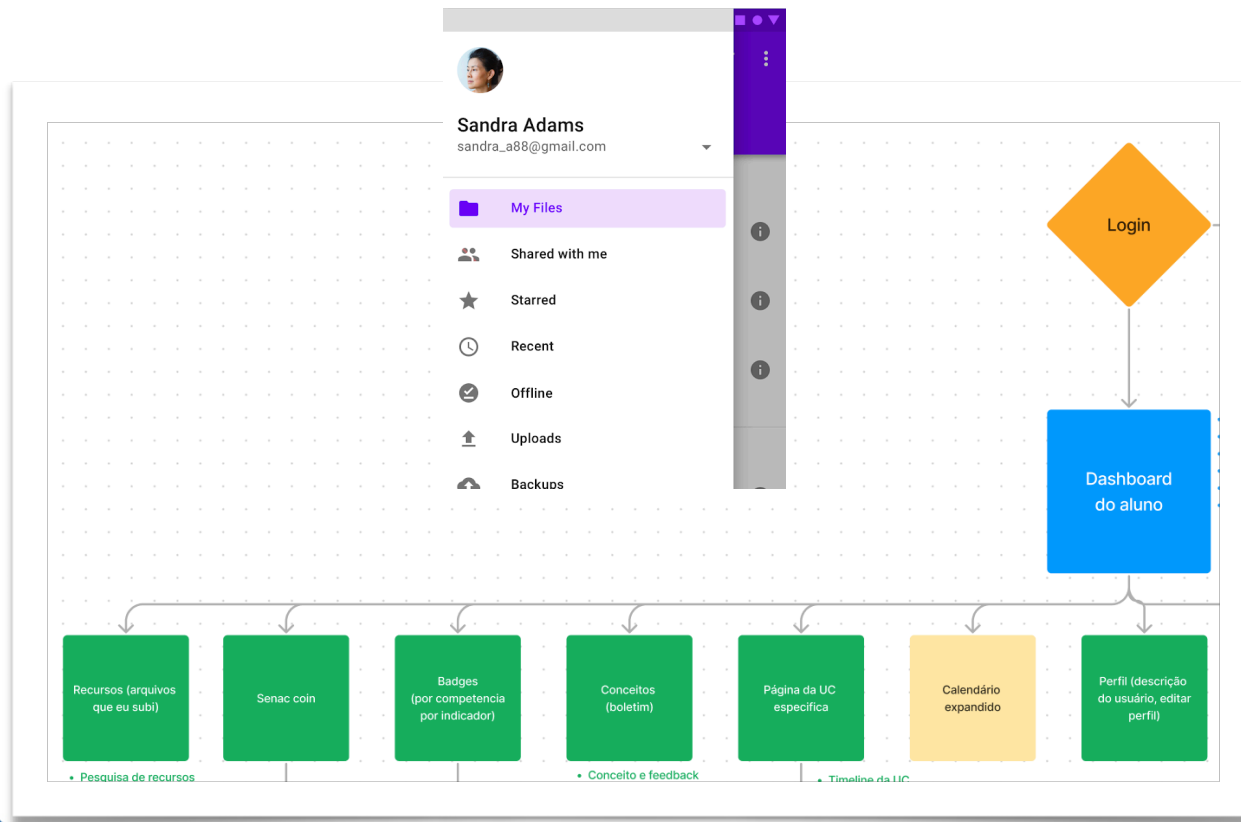 Sandra Adams
sandra_a88@gmail.com
My Files
Shared with me
Starred
Recent
Offline
Uploads
Backups
Login
Dashboard
do aluno
Recursos (arquivos
que eu subi)
Senac coin
Badges
(por competencia
por indicador)
Conceitos
(boletim)
Página da UC
especifica
Calendário
expandido
Perfil (descrição
do usuário, editar
perfil)
• Pesquisa de recursos
• Conceito e feedback
• Timeline da UC